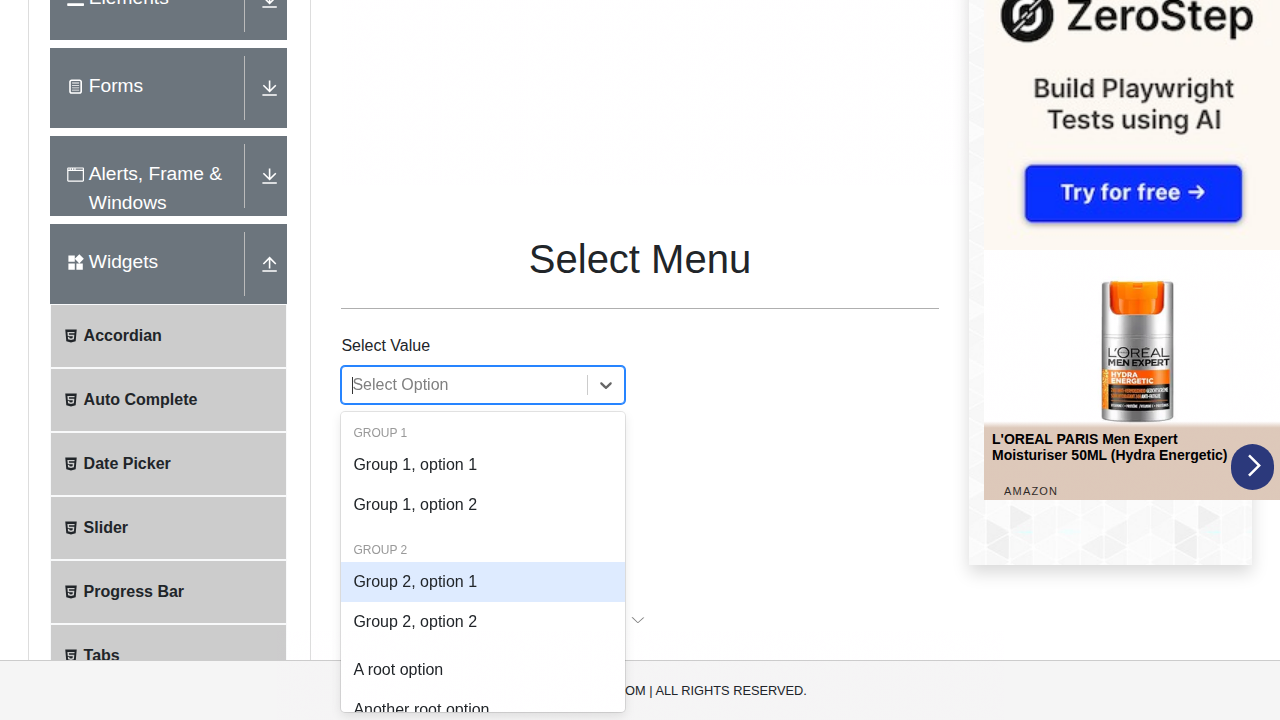 Elements
Forms
Alerts, Frame &
Windows
Widgets
Accordian
Auto Complete
Date Picker
Slider
Progress Bar
Tabs
Select Menu
Select Value
Select Option
GROUP 1
Group 1, option 1
Group 1, option 2
GROUP 2
Group 2, option 1
Group 2, option 2
A root option
Another root option
OM | ALL RIGHTS RESERVED.
ZeroStep
Build Playwright
Tests using AI
Try for free →
L'ORÉAL
MEN EXPERT
HYDRA
ENERGETIC
L'OREAL PARIS Men Expert
Moisturiser 50ML (Hydra Energetic)
AMAZON